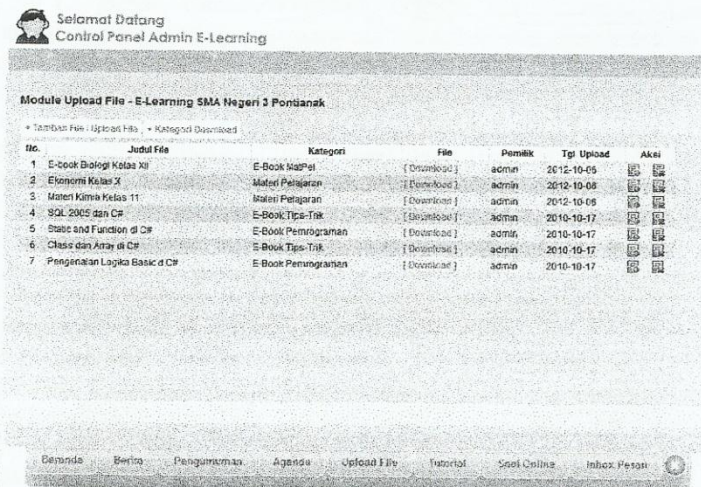 Selamat Datang
Control Panel Admin E-Learning
Module Upload File - E-Learning SMA Negeri 3 Pontianak
+ Tambah File / Upload File | + Kategori Download
No. Judul File Kategori File Pemilik Tgl Upload Aksi
1 E-book Biologi Kelas XII E-Book MatPel [ Download ] admin 2012-10-06
2 Ekonomi Kelas X Materi Pelajaran [ Download ] admin 2012-10-06
3 Materi Kimia Kelas 11 Materi Pelajaran [ Download ] admin 2012-10-06
4 SQL 2005 dan C# E-Book Tips-Trik [ Download ] admin 2010-10-17
5 Static and Function di C# E-Book Pemrograman [ Download ] admin 2010-10-17
6 Class dan Array di C# E-Book Tips-Trik [ Download ] admin 2010-10-17
7 Pengenalan Logika Basic d C# E-Book Pemrograman [ Download ] admin 2010-10-17
Beranda Berita Pengumuman Agenda Upload File Tutorial Soal Online Inbox Pesan